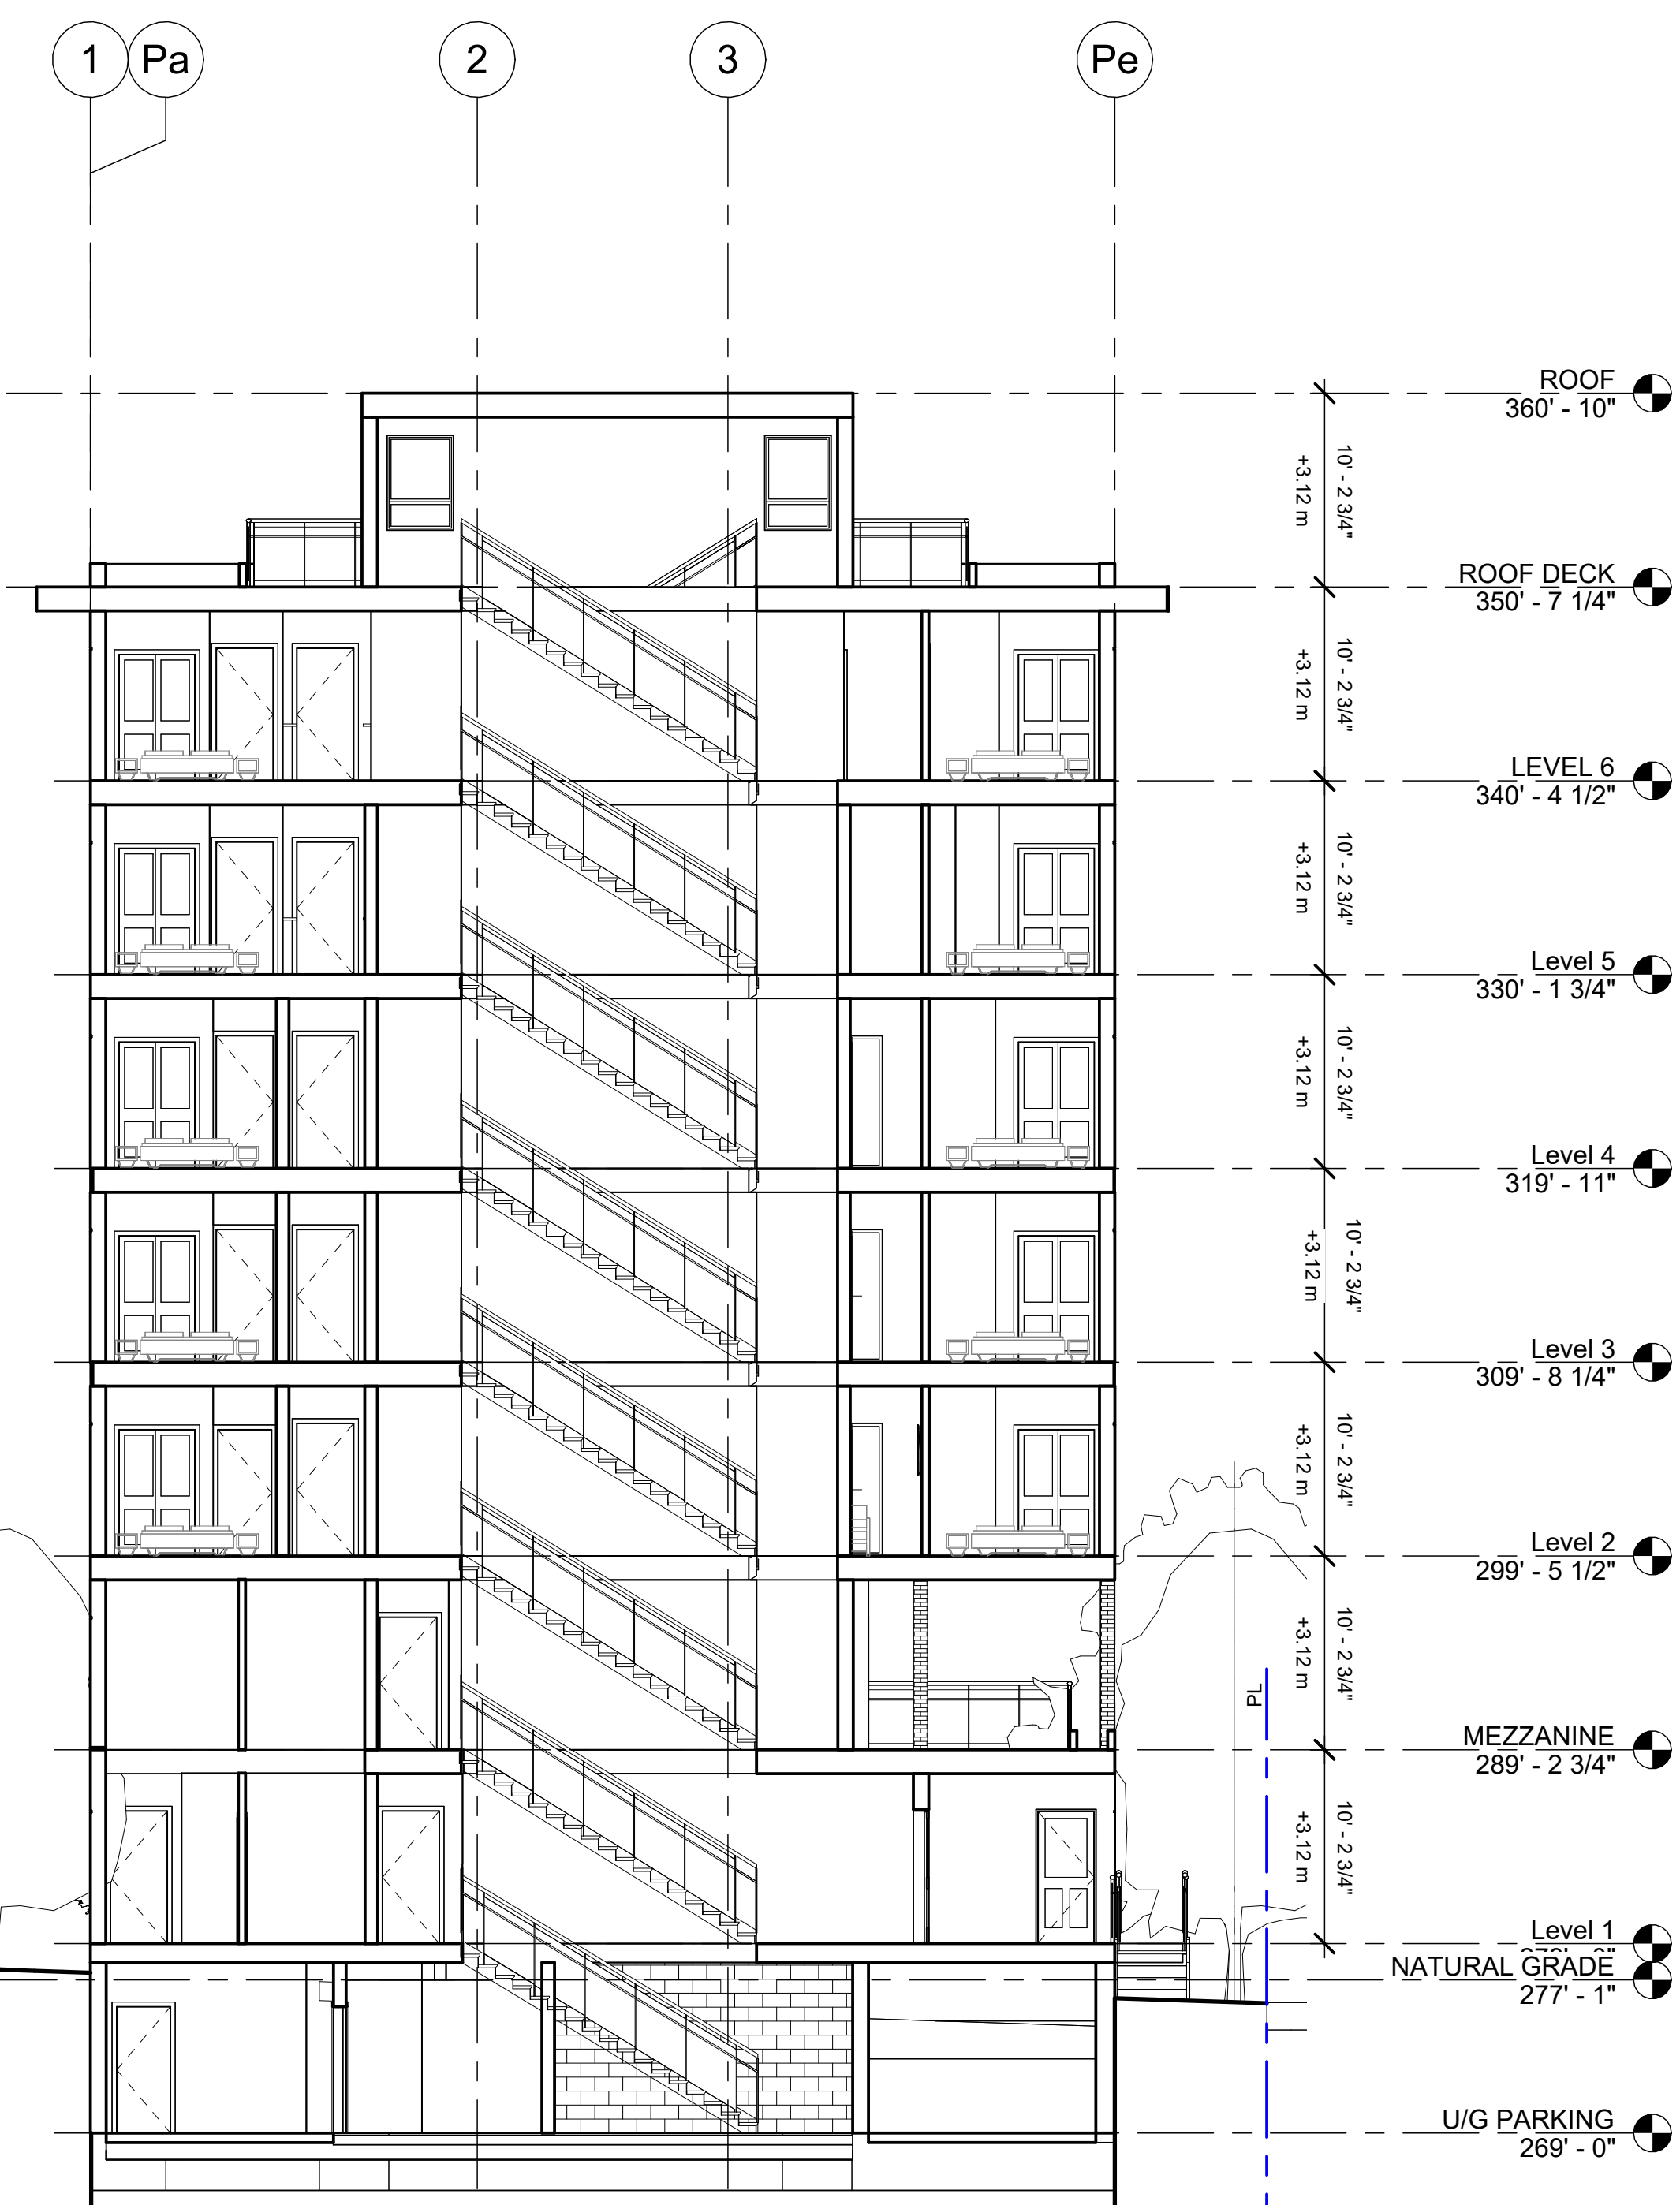 1
Pa
2
3
Pe
ROOF
360' - 10"
10' - 2 3/4"
+3.12 m
ROOF DECK
350' - 7 1/4"
10' - 2 3/4"
+3.12 m
LEVEL 6
340' - 4 1/2"
10' - 2 3/4"
+3.12 m
Level 5
330' - 1 3/4"
10' - 2 3/4"
+3.12 m
Level 4
319' - 11"
10' - 2 3/4"
+3.12 m
Level 3
309' - 8 1/4"
10' - 2 3/4"
+3.12 m
Level 2
299' - 5 1/2"
10' - 2 3/4"
+3.12 m
PL
MEZZANINE
289' - 2 3/4"
10' - 2 3/4"
+3.12 m
Level 1
NATURAL GRADE
277' - 1"
U/G PARKING
269' - 0"